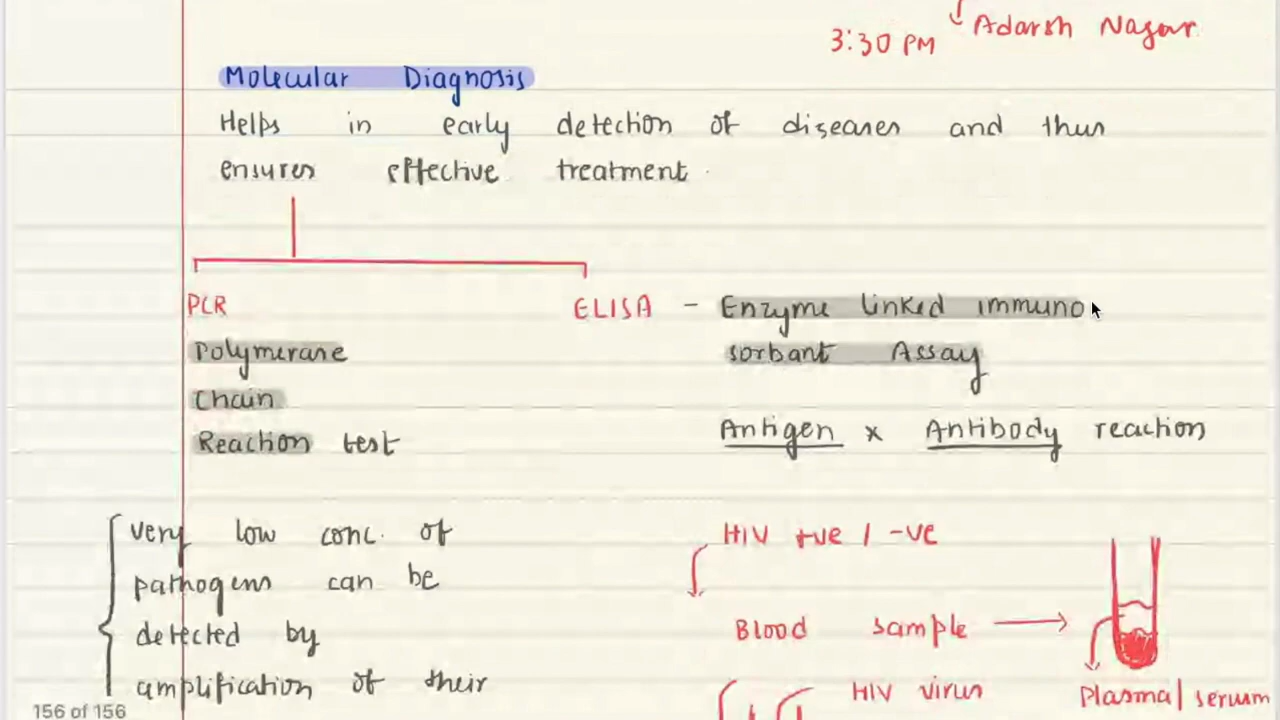 Adarsh Nagar
3:30 PM
Molecular Diagnosis
Helps in early detection of diseases and thus
ensures effective treatment.
PCR
Polymerase
Chain
Reaction test
very low conc. of
pathogens can be
detected by
amplification of their
ELISA - Enzyme linked immuno
sorbant Assay
Antigen x Antibody reaction
HIV +ve / -ve
Blood sample
HIV virus
Plasma/serum
156 of 156